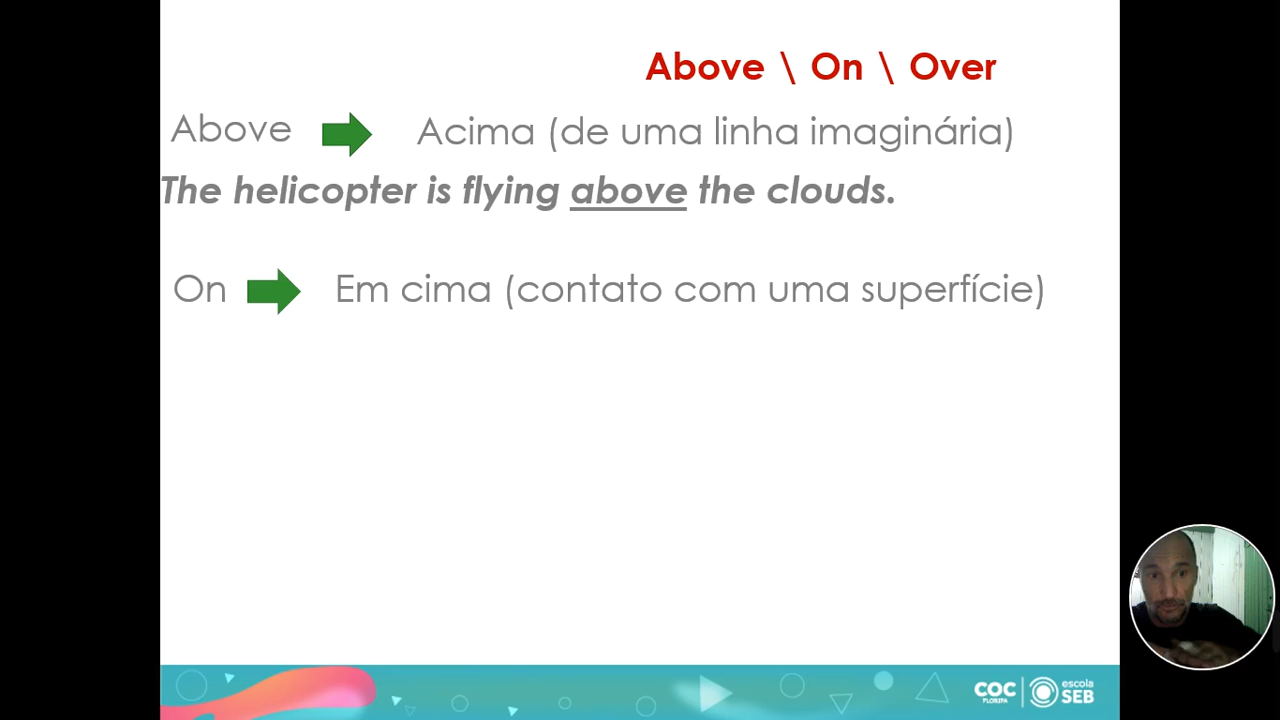 Above \ On \ Over
Above Acima (de uma linha imaginária)
The helicopter is flying above the clouds.
On Em cima (contato com uma superfície)
COC FLORIPA escola SEB